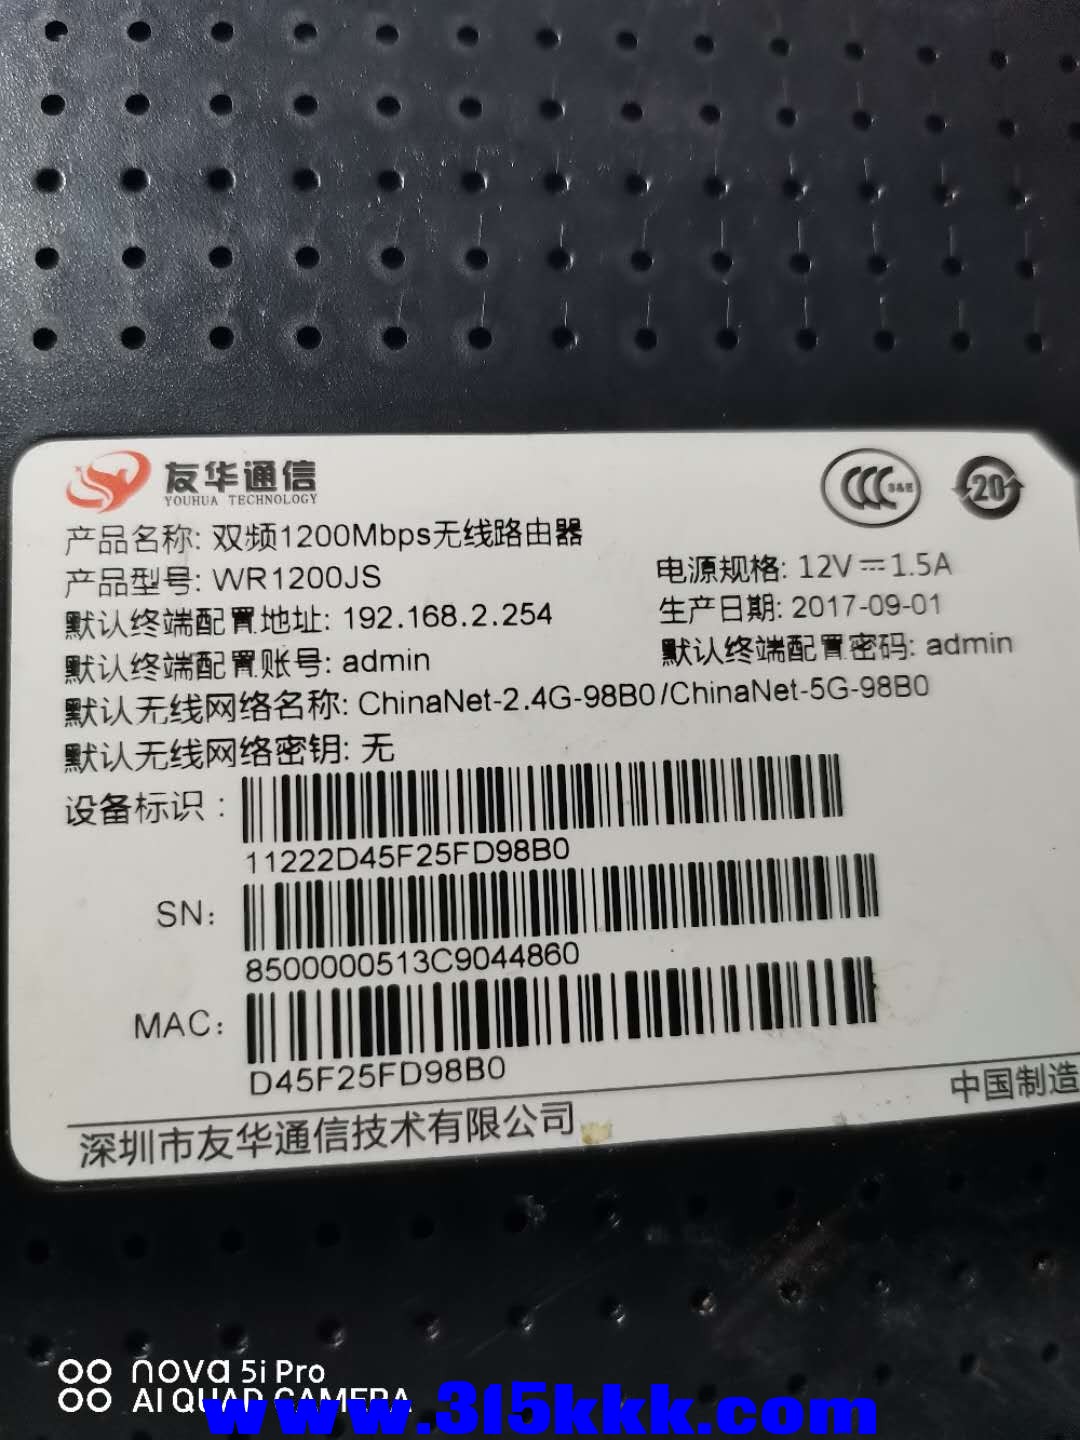 友华通信
YOUHUA TECHNOLOGY
产品名称: 双频1200Mbps无线路由器
产品型号: WR1200JS
电源规格: 12V 1.5A
默认终端配置地址: 192.168.2.254
生产日期: 2017-09-01
默认终端配置账号: admin
默认终端配置密码: admin
默认无线网络名称: ChinaNet-2.4G-98B0/ChinaNet-5G-98B0
默认无线网络密钥: 无
设备标识:
11222D45F25FD98B0
SN:
8500000513C9044860
MAC:
D45F25FD98B0
中国制造
深圳市友华通信技术有限公司
CCC S&E
20
nova 5i Pro
AI QUAD CAMERA
www.315kkk.com